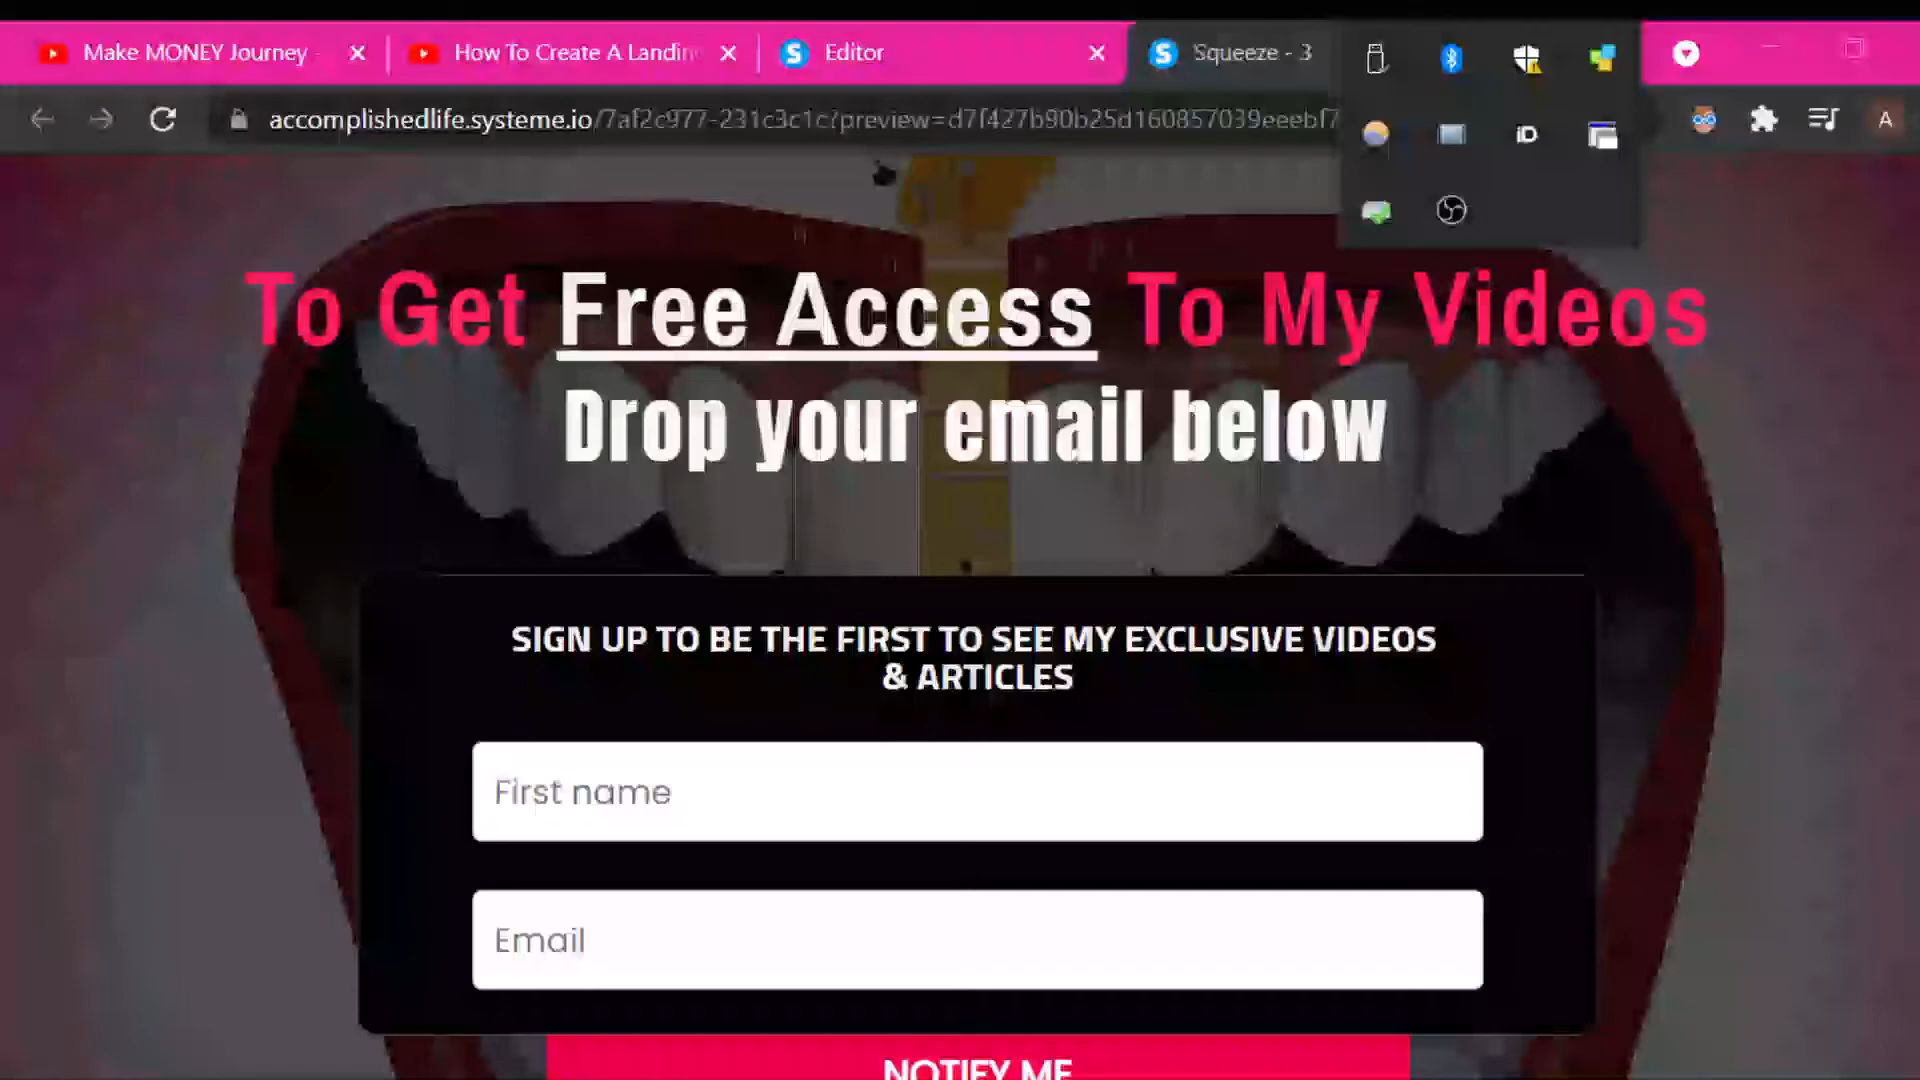 Make MONEY Journey
How To Create A Landin
Editor
Squeeze - 3
accomplishedlife.systeme.io/7af2c977-231c3c1c?preview=d7f427b90b25d160857039eeebf7
A
iD
To Get Free Access To My Videos
Drop your email below
SIGN UP TO BE THE FIRST TO SEE MY EXCLUSIVE VIDEOS
& ARTICLES
First name
Email
NOTIFY ME